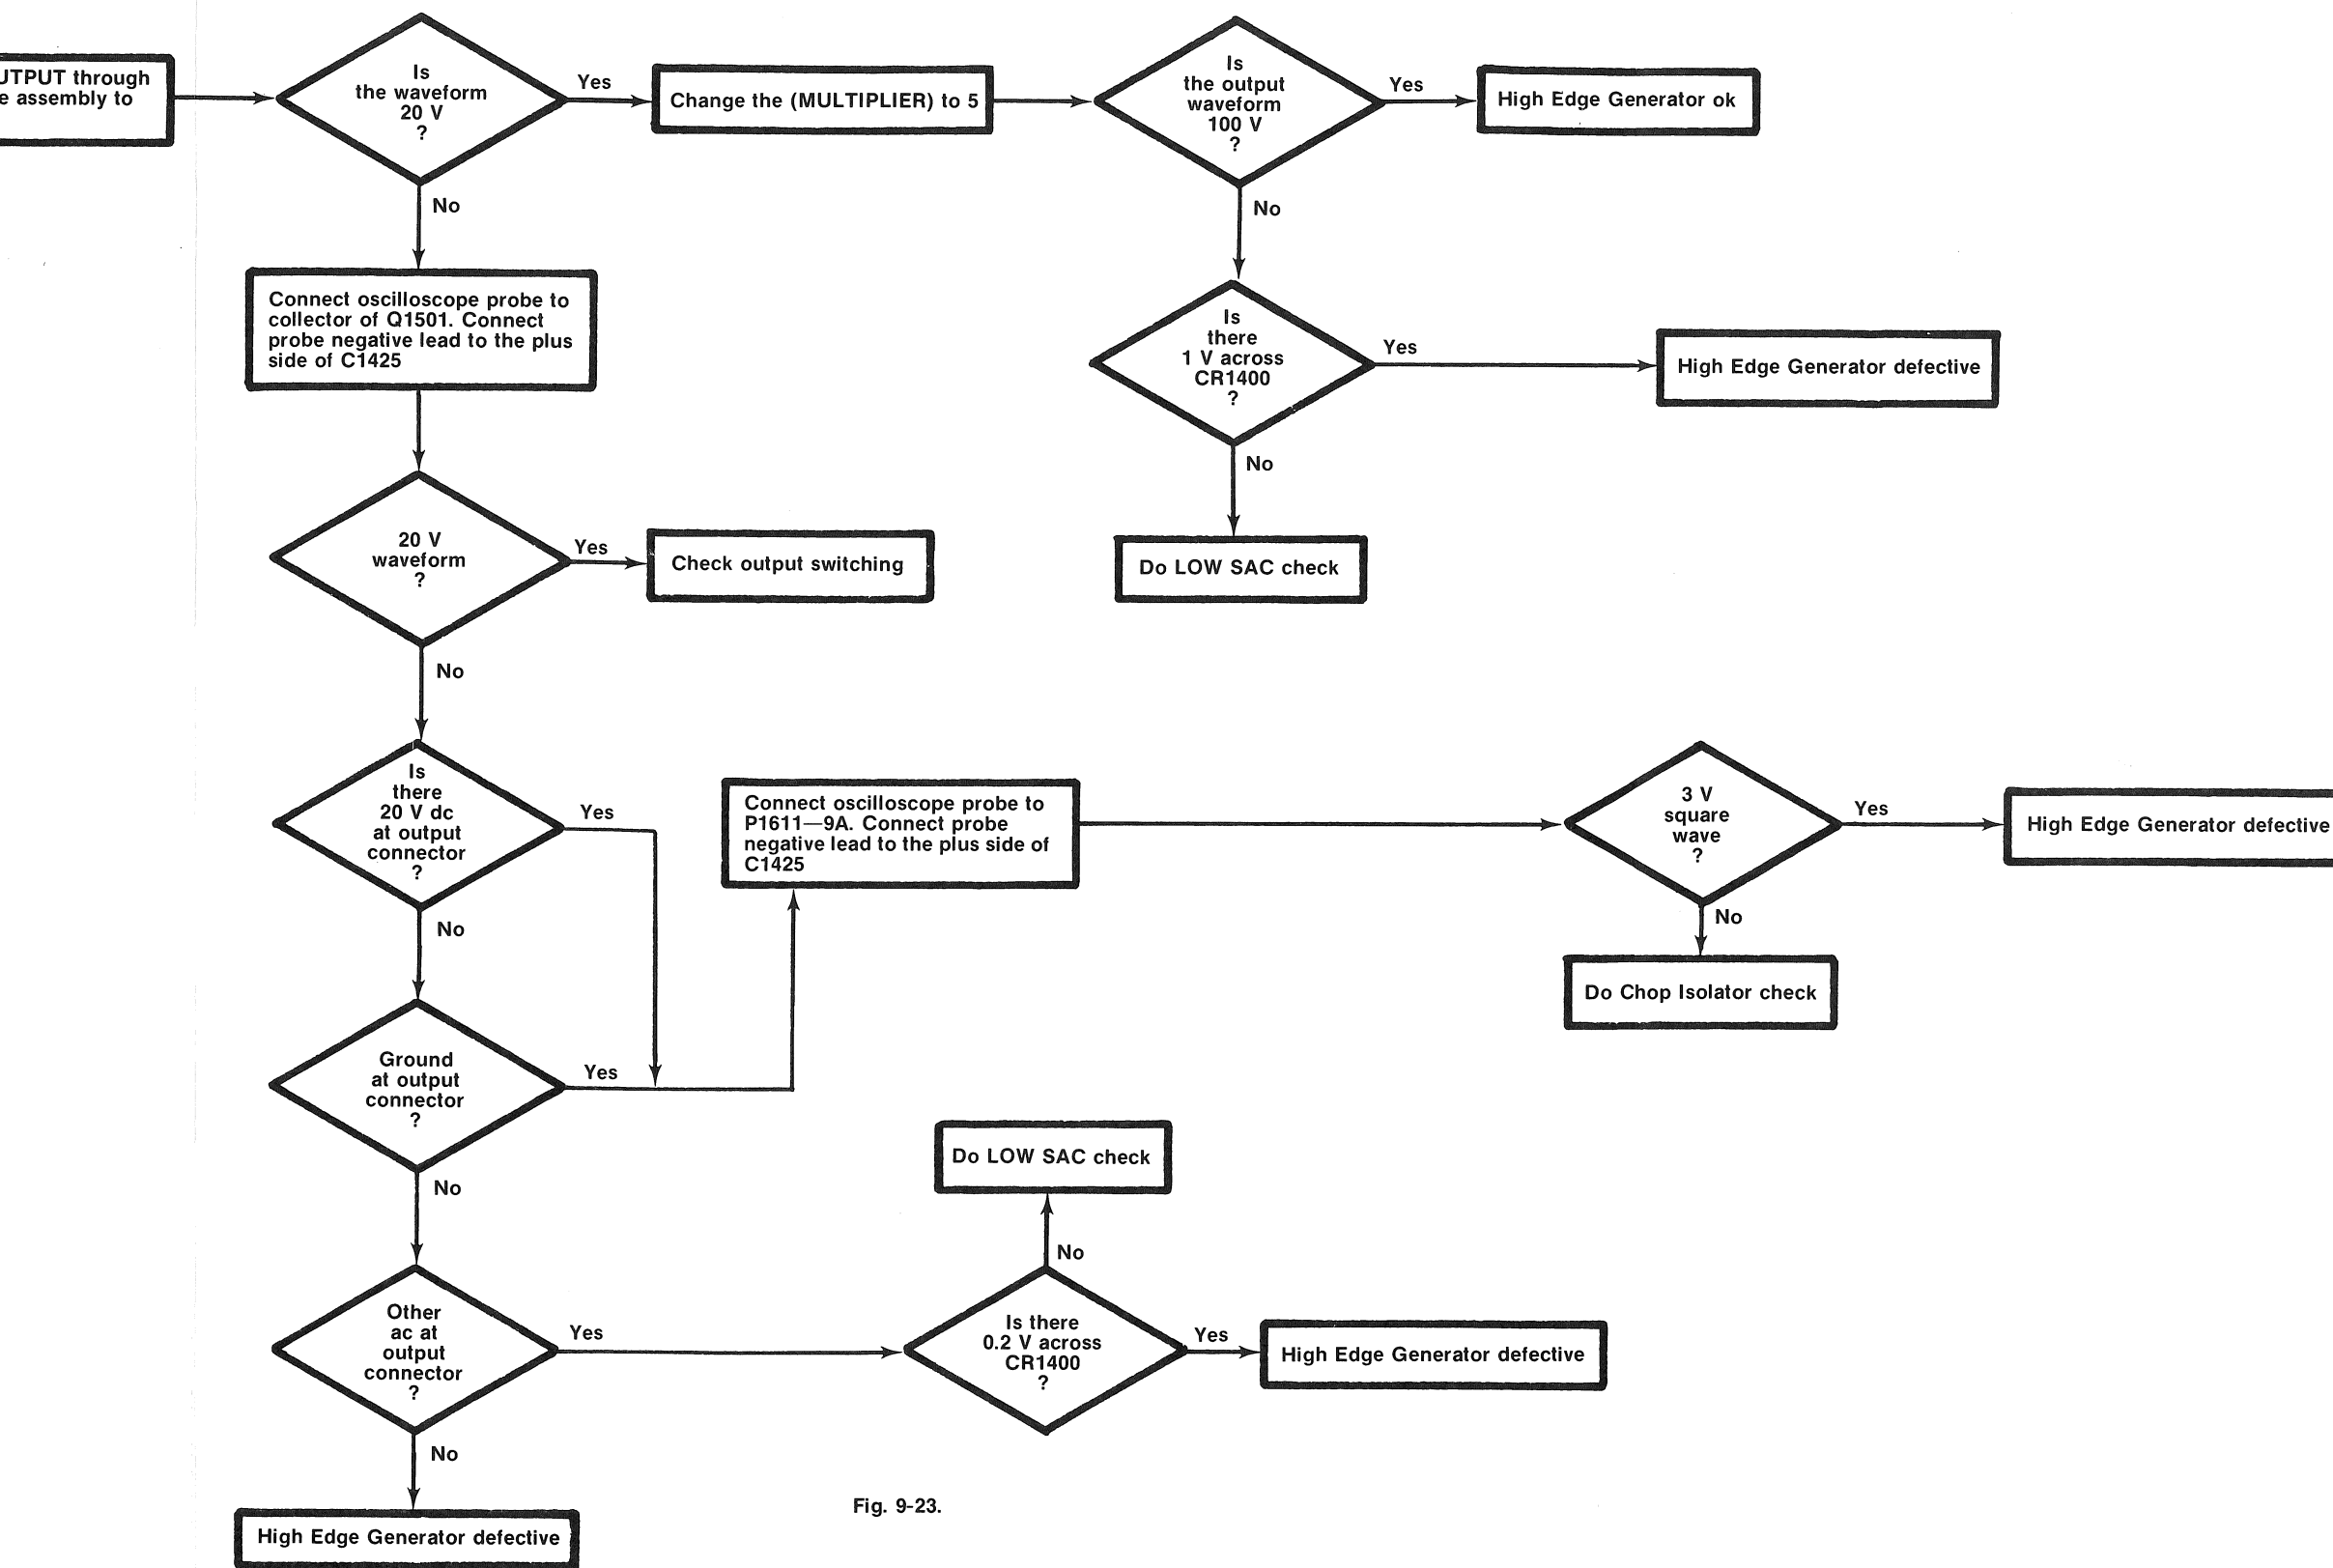 UTPUT through
e assembly to
Is
the waveform
20 V
?
Yes
Change the (MULTIPLIER) to 5
Is
the output
waveform
100 V
?
Yes
High Edge Generator ok
No
No
Connect oscilloscope probe to
collector of Q1501. Connect
probe negative lead to the plus
side of C1425
Is
there
1 V across
CR1400
?
Yes
High Edge Generator defective
No
Do LOW SAC check
20 V
waveform
?
Yes
Check output switching
No
Is
there
20 V dc
at output
connector
?
Yes
No
Connect oscilloscope probe to
P1611—9A. Connect probe
negative lead to the plus side of
C1425
3 V
square
wave
?
Yes
High Edge Generator defective
No
Do Chop Isolator check
Ground
at output
connector
?
Yes
No
Do LOW SAC check
No
Other
ac at
output
connector
?
Yes
Is there
0.2 V across
CR1400
?
Yes
High Edge Generator defective
No
High Edge Generator defective
Fig. 9-23.